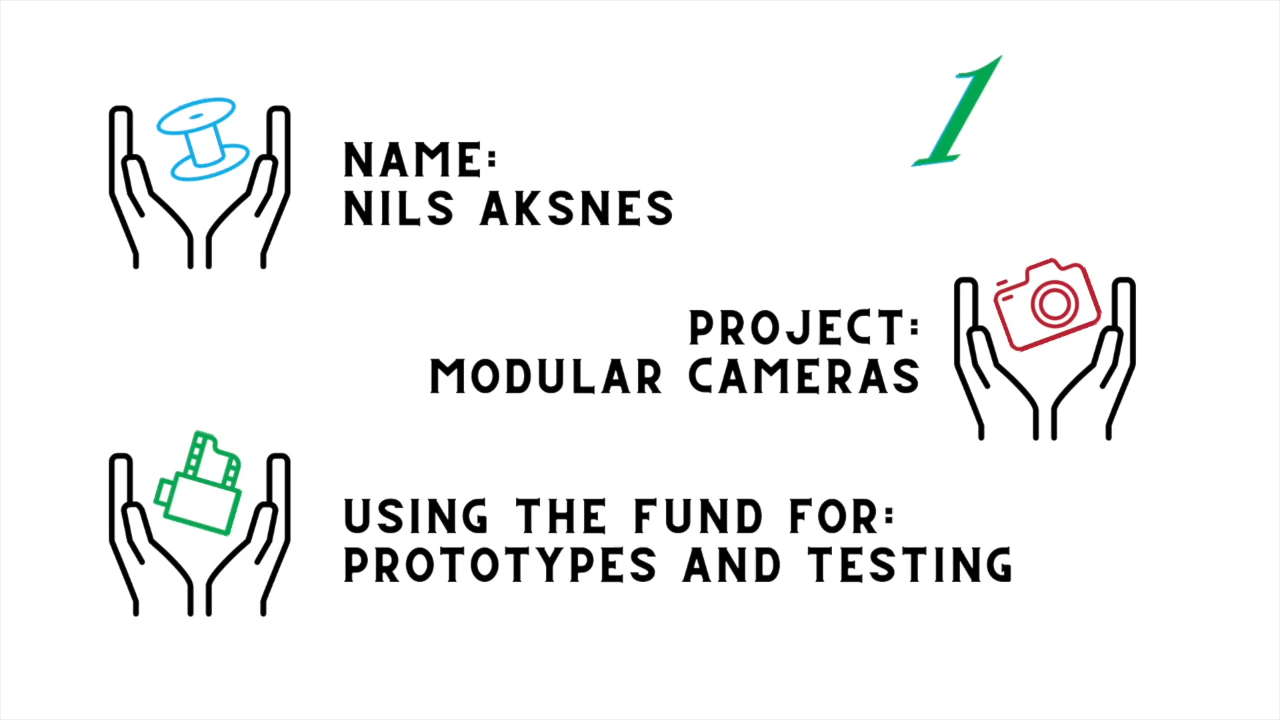 1
NAME:
NILS AKSNES
PROJECT:
MODULAR CAMERAS
USING THE FUND FOR:
PROTOTYPES AND TESTING